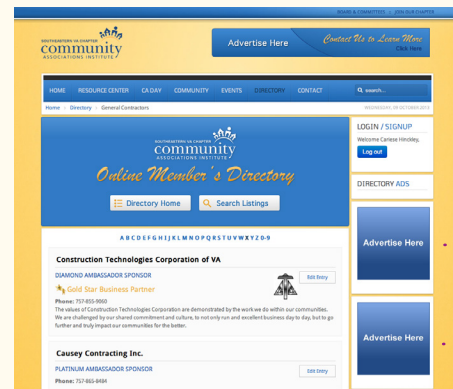 BOARD & COMMITTEES | JOIN OUR CHAPTER
SOUTHEASTERN VA CHAPTER
community
ASSOCIATIONS INSTITUTE
Advertise Here
Contact Us to Learn More
Click Here
HOME RESOURCE CENTER CA DAY COMMUNITY EVENTS DIRECTORY CONTACT
search...
Home Directory General Contractors
WEDNESDAY, 09 OCTOBER 2013
SOUTHEASTERN VA CHAPTER
community
ASSOCIATIONS INSTITUTE
Online Member's Directory
Directory Home
Search Listings
LOGIN / SIGNUP
Welcome Canese Hinckley,
Log out
DIRECTORY ADS
Advertise Here
Advertise Here
A B C D E F G H I J K L M N O P Q R S T U V W X Y Z 0-9
Construction Technologies Corporation of VA
DIAMOND AMBASSADOR SPONSOR
Edit Entry
Gold Star Business Partner
Phone: 757-855-9060
The values of Construction Technologies Corporation are demonstrated by the work we do within our communities.
We are challenged by our shared commitment and culture, to not only run and excellent business day to day, but to go
further and truly impact our communities for the better.
Causey Contracting Inc.
PLATINUM AMBASSADOR SPONSOR
Edit Entry
Phone: 757-865-8484